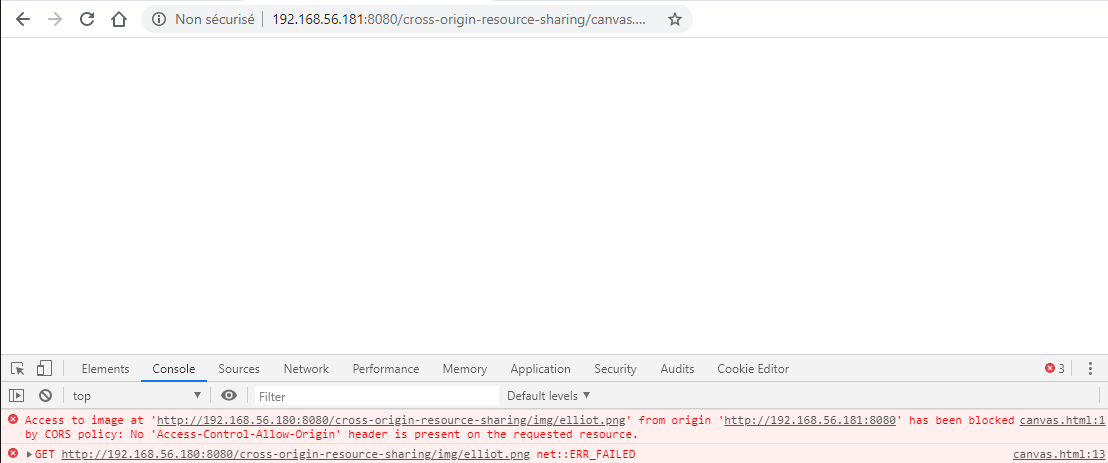 Non sécurisé 192.168.56.181:8080/cross-origin-resource-sharing/canvas....
Elements Console Sources Network Performance Memory Application Security Audits Cookie Editor 3
top Filter Default levels
Access to image at 'http://192.168.56.180:8080/cross-origin-resource-sharing/img/elliot.png' from origin 'http://192.168.56.181:8080' has been blocked canvas.html:1
by CORS policy: No 'Access-Control-Allow-Origin' header is present on the requested resource.
GET http://192.168.56.180:8080/cross-origin-resource-sharing/img/elliot.png net::ERR_FAILED canvas.html:13